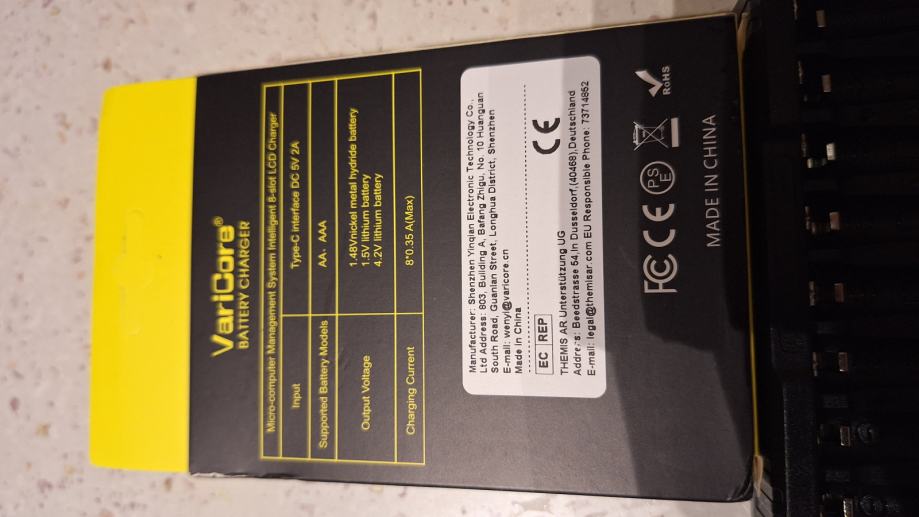 VariCore®
BATTERY CHARGER
Micro-computer Management System Intelligent 8-slot LCD Charger
Input
Type-C interface DC 5V 2A
Supported Battery Models
AA、AAA
Output Voltage
1.48Vnickel metal hydride battery
1.5V lithium battery
4.2V lithium battery
Charging Current
8*0.35 A(Max)
Manufacturer: Shenzhen Yinqian Electronic Technology Co.,
Ltd Address: 803, Building A, Bafang Zhigu, No. 10 Huanguan
South Road, Guanlan Street, Longhua District, Shenzhen
E-mail: wenyi@varicore.cn
Made In China
CE
EC REP
THEMIS AR Unterstützung UG
Address: Beedstrasse 54,In Dusseldorf,(40468),Deutschland
E-mail: legal@themisar.com EU Responsible Phone: 73714852
FCC CE PSE RoHS
MADE IN CHINA